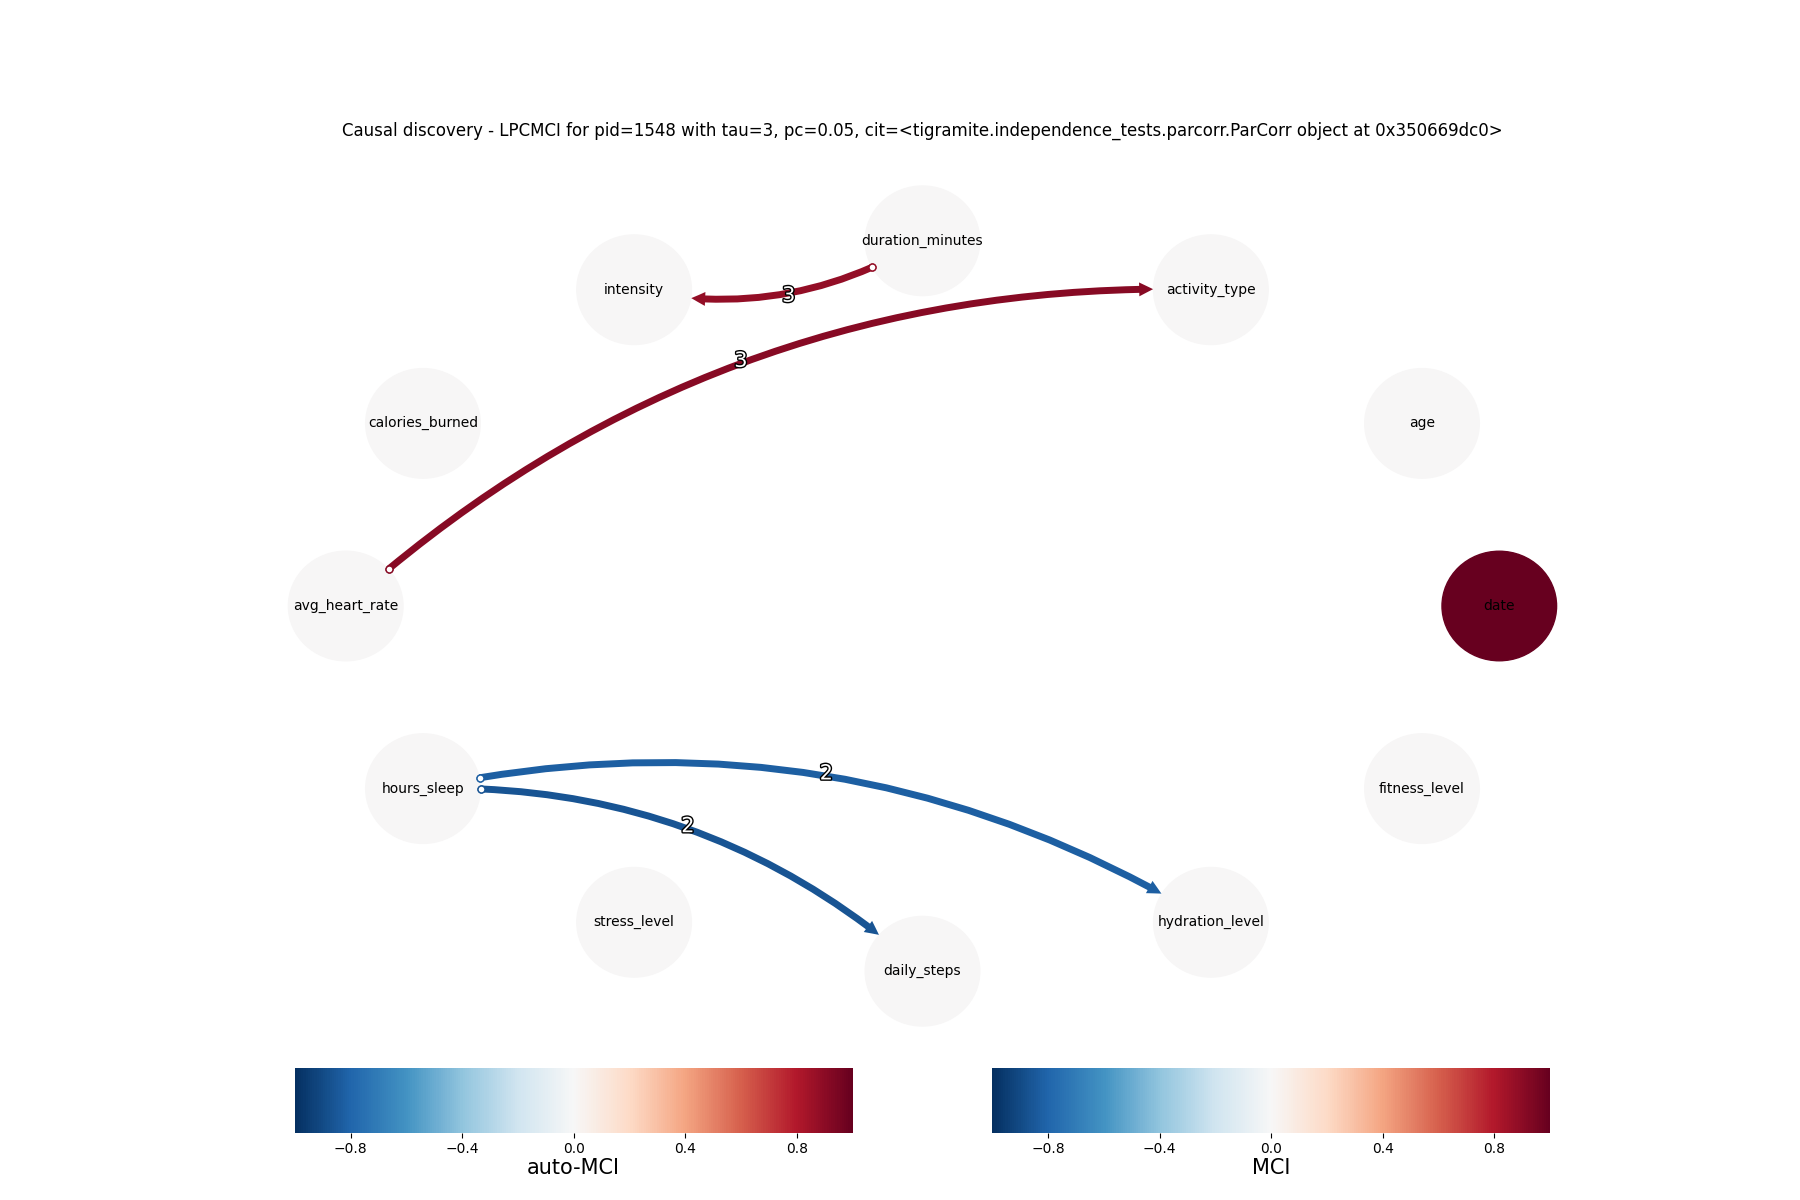 Causal discovery - LPCMCI for pid=1548 with tau=3, pc=0.05, cit=<tigramite.independence_tests.parcorr.ParCorr object at 0x350669dc0>
duration_minutes
intensity
activity_type
3
3
calories_burned
age
avg_heart_rate
date
2
hours_sleep
fitness_level
2
stress_level
hydration_level
daily_steps
−0.8 −0.4 0.0 0.4 0.8
auto-MCI
−0.8 −0.4 0.0 0.4 0.8
MCI